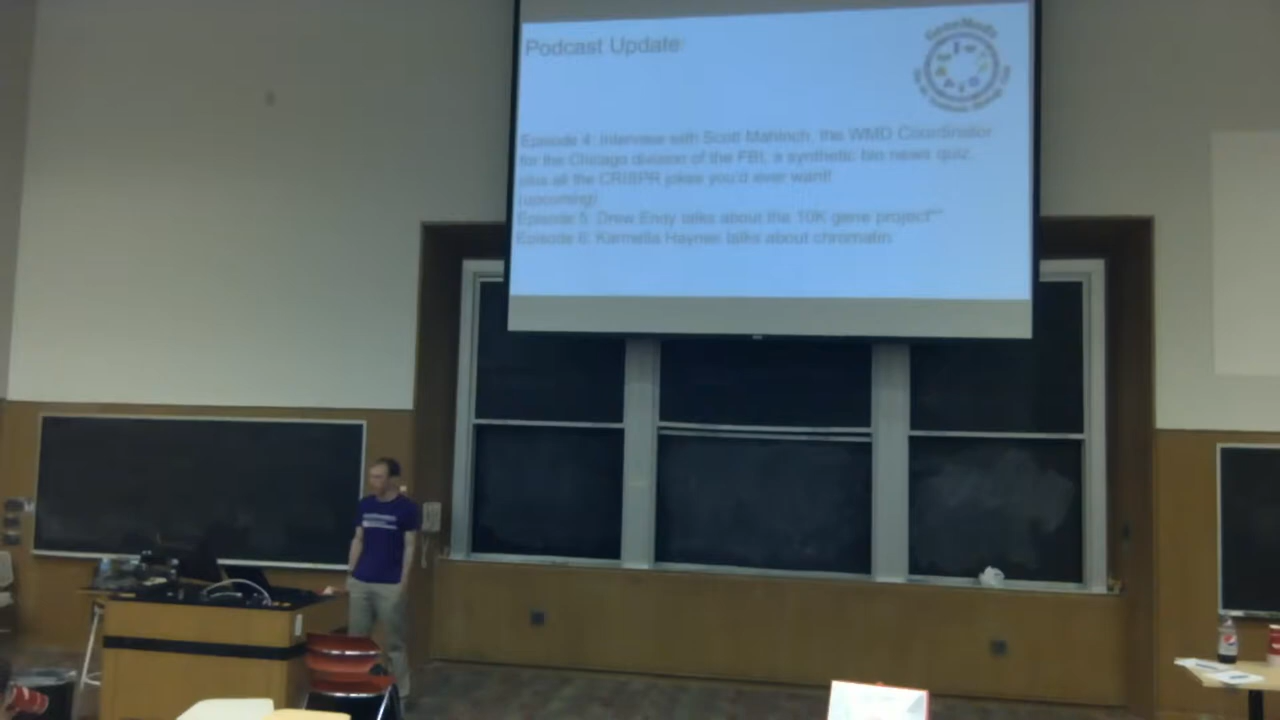 Podcast Update:
Episode 4: Interview with Scott Mahloch, the WMD Coordinator
for the Chicago division of the FBI, a synthetic bio news quiz,
plus all the CRISPR jokes you'd ever want!
(upcoming)
Episode 5: Drew Endy talks about the 10K gene project**
Episode 6: Karmella Haynes talks about chromatin